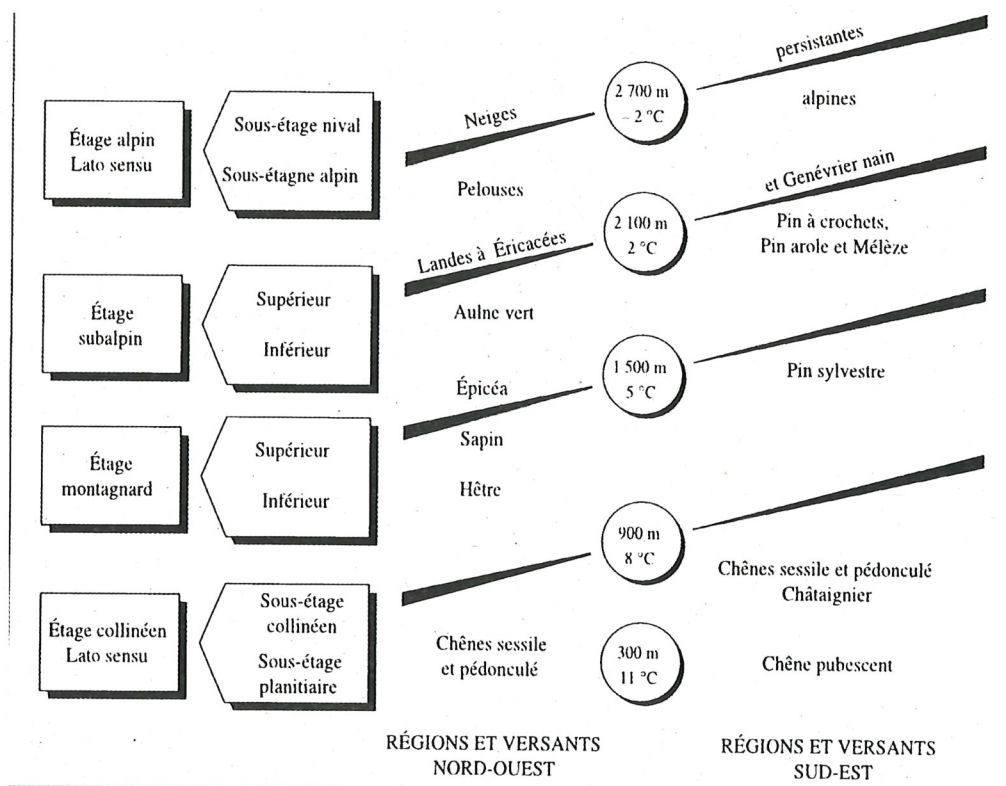 Étage alpin
Lato sensu
Sous-étage nival
Sous-étagne alpin
Neiges
persistantes
2 700 m
– 2 °C
Pelouses
alpines
Étage
subalpin
Supérieur
Inférieur
Landes à Éricacées
et Genévrier nain
2 100 m
2 °C
Pin à crochets,
Pin arole et Mélèze
Aulne vert
Épicéa
1 500 m
5 °C
Pin sylvestre
Étage
montagnard
Supérieur
Inférieur
Sapin
Hêtre
900 m
8 °C
Étage collinéen
Lato sensu
Sous-étage
collinéen
Sous-étage
planitiaire
Chênes sessile
et pédonculé
Chênes sessile et pédonculé
Châtaignier
300 m
11 °C
Chêne pubescent
RÉGIONS ET VERSANTS
NORD-OUEST
RÉGIONS ET VERSANTS
SUD-EST